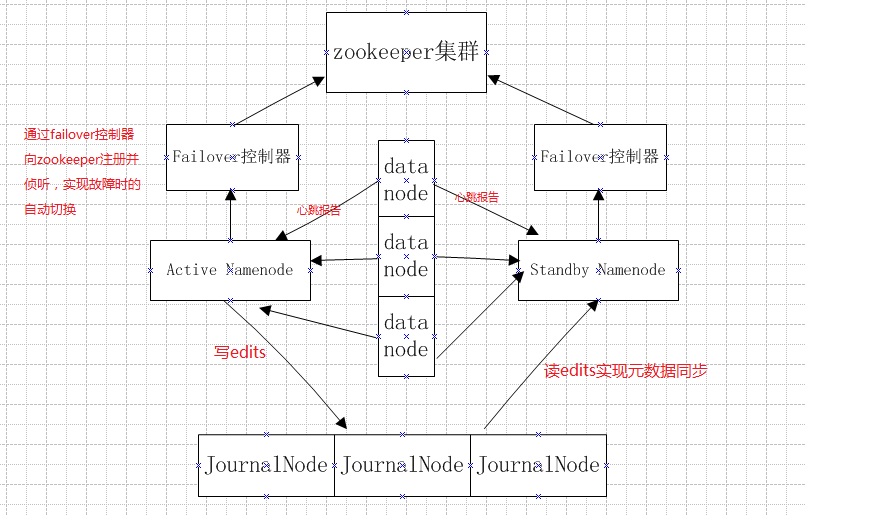 zookeeper集群
通过failover控制器
向zookeeper注册并
侦听，实现故障时的
自动切换
Failover控制器
Failover控制器
data
node
心跳报告
心跳报告
data
node
Active Namenode
Standby Namenode
data
node
写edits
读edits实现元数据同步
JournalNode
JournalNode
JournalNode